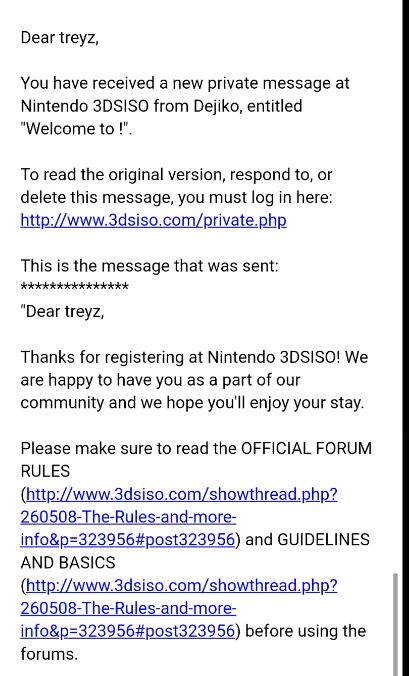 Dear treyz,
You have received a new private message at
Nintendo 3DSISO from Dejiko, entitled
"Welcome to !".
To read the original version, respond to, or
delete this message, you must log in here:
http://www.3dsiso.com/private.php
This is the message that was sent:
***************
"Dear treyz,
Thanks for registering at Nintendo 3DSISO! We
are happy to have you as a part of our
community and we hope you'll enjoy your stay.
Please make sure to read the OFFICIAL FORUM
RULES
(http://www.3dsiso.com/showthread.php?
260508-The-Rules-and-more-
info&p=323956#post323956) and GUIDELINES
AND BASICS
(http://www.3dsiso.com/showthread.php?
260508-The-Rules-and-more-
info&p=323956#post323956) before using the
forums.